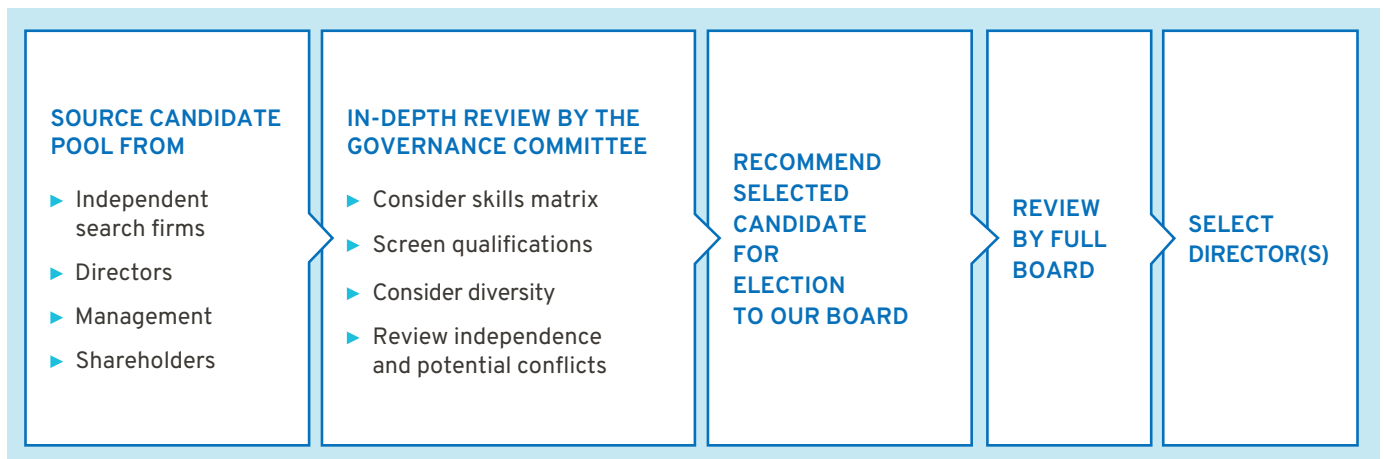 SOURCE CANDIDATE
POOL FROM
► Independent
search firms
► Directors
► Management
► Shareholders
IN-DEPTH REVIEW BY THE
GOVERNANCE COMMITTEE
► Consider skills matrix
► Screen qualifications
► Consider diversity
► Review independence
and potential conflicts
RECOMMEND
SELECTED
CANDIDATE
FOR
ELECTION
TO OUR BOARD
REVIEW
BY FULL
BOARD
SELECT
DIRECTOR(S)